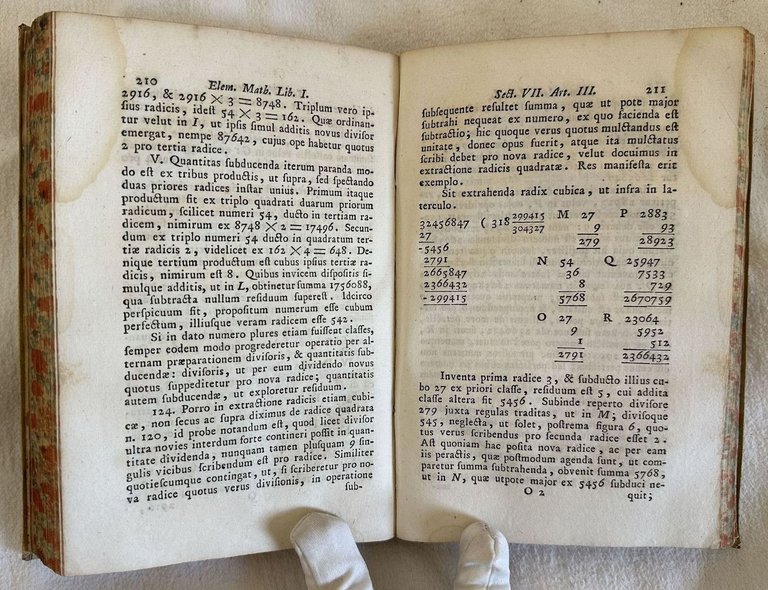 210 Elem. Math. Lib. I.
2916, & 2916 × 3 = 8748. Triplum vero ip-
ſius radicis, ideſt 54 × 3 = 162. Quæ ordinan-
tur velut in I, ut ipſis ſimul additis novus diviſor
emergat, nempe 87642, cujus ope habetur quotus
2 pro tertia radice.
V. Quantitas ſubducenda iterum paranda mo-
do eſt ex tribus productis, ut ſupra, ſed ſpectando
duas priores radices inſtar unius. Primum itaque
productum fit ex triplo quadrati duarum priorum
radicum, ſcilicet numeri 54, ducto in tertiam ra-
dicem, nimirum ex 8748 × 2 = 17496. Secun-
dum ex triplo numeri 54 ducto in quadratum ter-
tiæ radicis 2, videlicet ex 162 × 4 = 648. De-
nique tertium productum eſt cubus ipſius tertiæ ra-
dicis, nimirum eſt 8. Quibus invicem diſpoſitis ſi-
mulque additis, ut in L, obtinetur ſumma 1756088,
qua ſubtracta nullum reſiduum ſupereſt. Idcirco
perſpicuum fit, propoſitum numerum eſſe cubum
perfectum, illiusque veram radicem eſſe 542.
Si in dato numero plures etiam fuiſſent claſſes,
ſemper eodem modo progrederetur operatio per al-
ternam præparationem diviſoris, & quantitatis ſub-
ducendæ: diviſoris, ut per eum dividendo novus
quotus ſuppeditetur pro nova radice; quantitatis
autem ſubducendæ, ut exploretur reſiduum.
124. Porro in extractione radicis etiam cubi-
cæ, non ſecus ac ſupra diximus de radice quadrata
n. 120, id probe notandum eſt, quod licet diviſor
ultra novies interdum forte contineri poſſit in quan-
titate dividenda, nunquam tamen pluſquam 9 ſin-
gulis vicibus ſcribendum eſt pro radice. Similiter
quotieſcumque contingat, ut, ſi ſcriberetur pro no-
va radice quotus verus diviſionis, in operatione
ſub-
Sect. VII. Art. III. 211
ſubſequente reſultet ſumma, quæ ut pote major
ſubtrahi nequeat ex numero, ex quo facienda eſt
ſubtractio; hic quoque verus quotus mulctandus eſt
unitate, donec opus fuerit, atque ita mulctatus
ſcribi debet pro nova radice, velut docuimus in
extractione radicis quadratæ. Res manifeſta erit
exemplo.
Sit extrahenda radix cubica, ut infra in la-
terculo.
32456847 ( 318 299415/304327 M 27 P 2883
27 9 93
-5456 279 28923
2791 N 54 Q 25947
2665847 36 7533
2366432 8 729
- 299415 5768 2670759
O 27 R 23064
9 5952
1 512
2791 2366432
Inventa prima radice 3, & ſubducto illius cu-
bo 27 ex priori claſſe, reſiduum eſt 5, cui addita
claſſe altera fit 5456. Subinde reperto diviſore
279 juxta regulas traditas, ut in M; diviſoque
545, neglecta, ut ſolet, poſtrema figura 6, quo-
tus verus ſcribendus pro ſecunda radice eſſet 2.
Aſt quoniam hac poſita nova radice, ac per eam
iis peractis, quæ poſtmodum agenda ſunt, ut com-
paretur ſumma ſubtrahenda, obvenit ſumma 5768,
ut in N, quæ utpote major ex 5456 ſubduci ne-
O 2 quit;